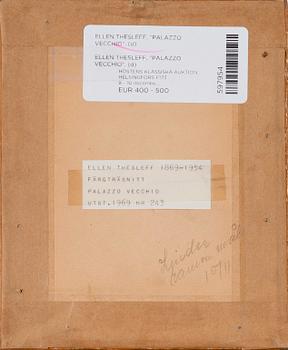 ELLEN THESLEFF, "PALAZZO
VECCHIO". (d)
ELLEN THESLEFF, "PALAZZO
VECCHIO". (d)
HÖSTENS KLASSISKA AUKTION
HELSINGFORS F172
EUR 400 - 500
597954
ELLEN THESLEFF 1869-1954
FÄRGTRÄSNITT
PALAZZO VECCHIO
UTST. 1969 NR 243